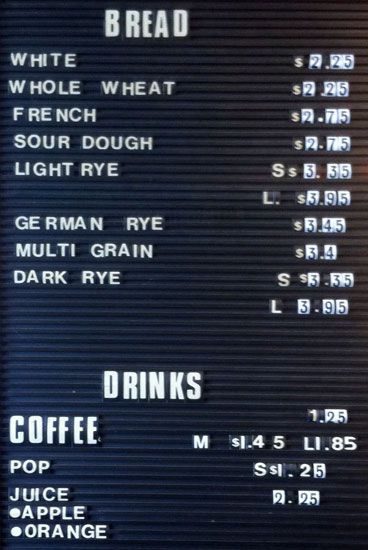 BREAD
WHITE $2.25
WHOLE WHEAT $2.25
FRENCH $2.75
SOUR DOUGH $2.75
LIGHT RYE S $3.35
L. $3.95
GERMAN RYE $3.45
MULTI GRAIN $3.4
DARK RYE S $3.35
L 3.95
DRINKS
1.25
COFFEE M $1.45 L1.85
POP S$1.25
JUICE 2.25
•APPLE
•ORANGE